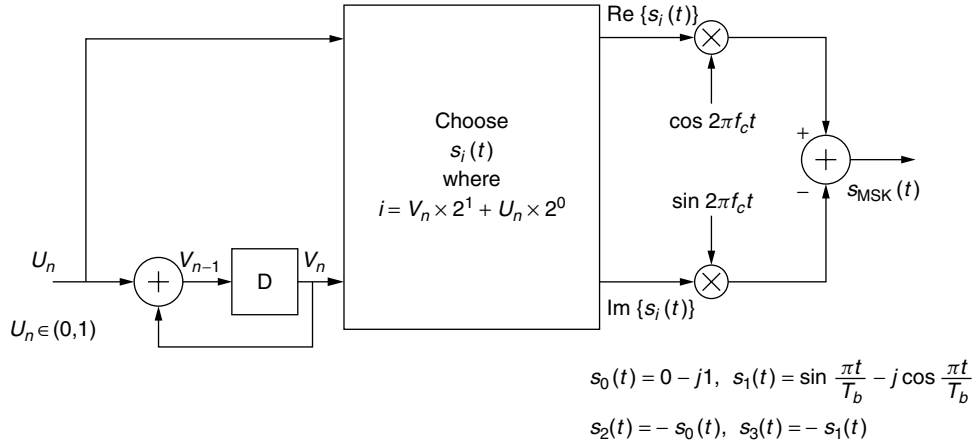 Re {s_i(t)}
cos 2πf_c t
Choose
s_i(t)
where
i = V_n × 2^1 + U_n × 2^0
+
+
−
s_MSK(t)
sin 2πf_c t
U_n
+
V_{n−1}
D
V_n
U_n ∈ (0,1)
Im {s_i(t)}
s_0(t) = 0 − j1, s_1(t) = sin πt/T_b − j cos πt/T_b
s_2(t) = − s_0(t), s_3(t) = − s_1(t)